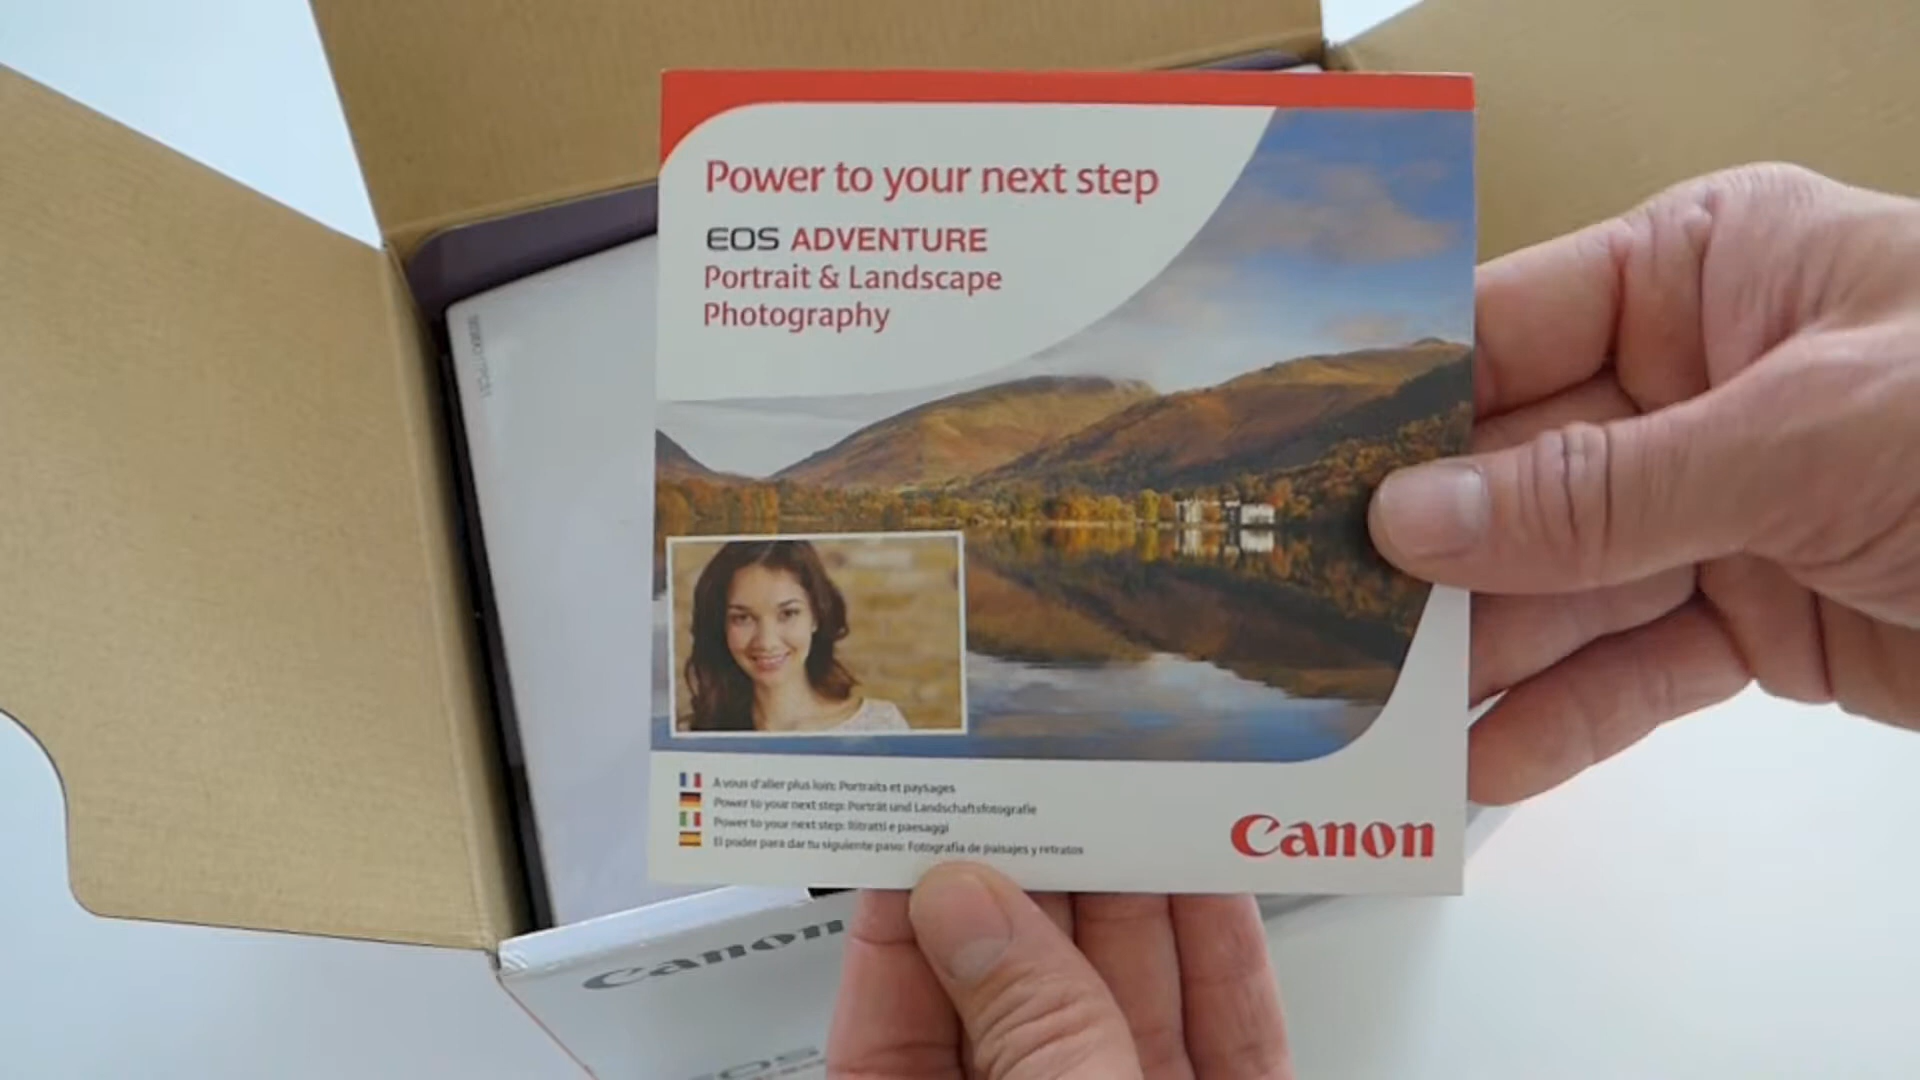 Power to your next step
EOS ADVENTURE
Portrait & Landscape
Photography
A vous d'aller plus loin: Portraits et paysages
Power to your next step: Porträt und Landschaftsfotografie
Power to your next step: Ritratti e paesaggi
El poder para dar tu siguiente paso: Fotografía de paisajes y retratos
Canon
Canon
EOS